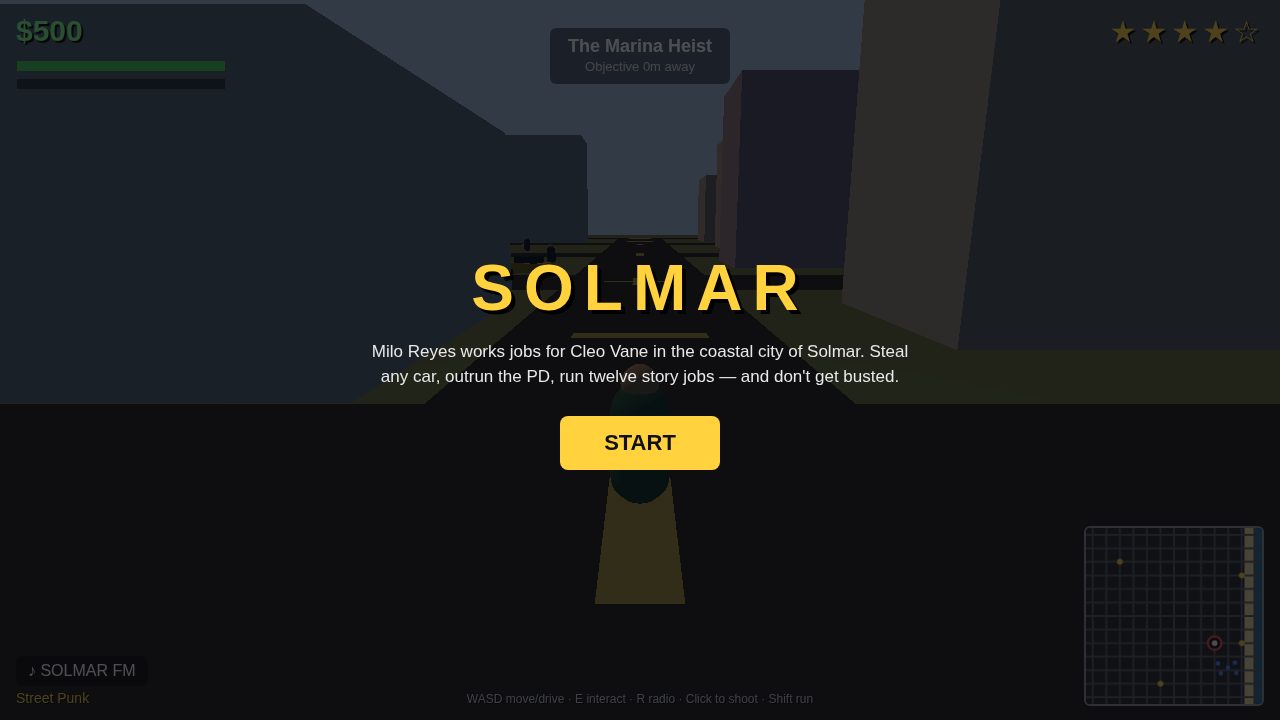 $500
The Marina Heist
Objective 0m away
★★★★☆
SOLMAR
Milo Reyes works jobs for Cleo Vane in the coastal city of Solmar. Steal
any car, outrun the PD, run twelve story jobs — and don't get busted.
START
♪ SOLMAR FM
Street Punk
WASD move/drive · E interact · R radio · Click to shoot · Shift run